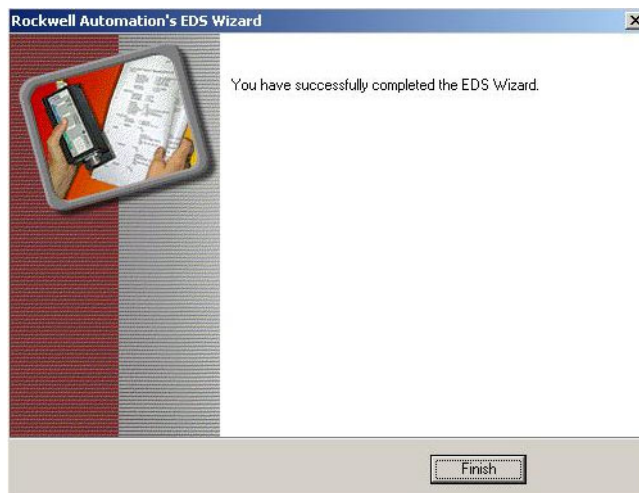 Rockwell Automation's EDS Wizard
You have successfully completed the EDS Wizard.
Finish